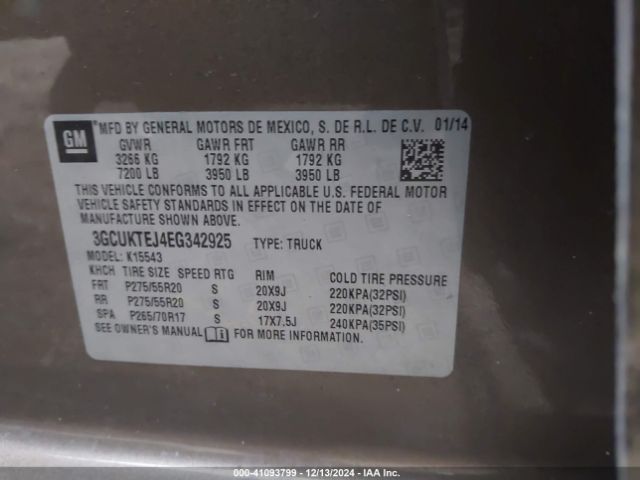 GM MFD BY GENERAL MOTORS DE MEXICO, S. DE R.L. DE C.V. 01/14
GVWR GAWR FRT GAWR RR
3266 KG 1792 KG 1792 KG
7200 LB 3950 LB 3950 LB
THIS VEHICLE CONFORMS TO ALL APPLICABLE U.S. FEDERAL MOTOR
VEHICLE SAFETY STANDARDS IN EFFECT ON THE DATE OF
MANUFACTURE SHOWN ABOVE.
3GCUKTEJ4EG342925 TYPE: TRUCK
MODEL: K15543
KHCH TIRE SIZE SPEED RTG RIM COLD TIRE PRESSURE
FRT P275/55R20 S 20X9J 220KPA(32PSI)
RR P275/55R20 S 20X9J 220KPA(32PSI)
SPA P265/70R17 S 17X7.5J 240KPA(35PSI)
SEE OWNER'S MANUAL FOR MORE INFORMATION.
000-41093799 - 12/13/2024 - IAA Inc.